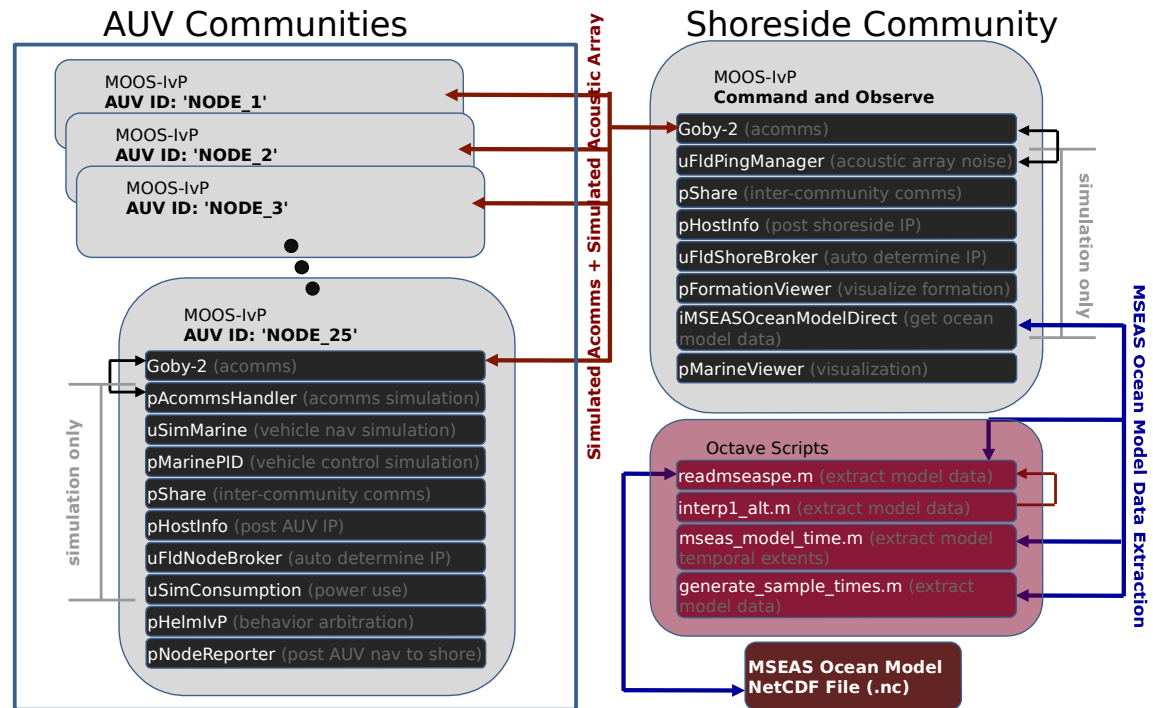 AUV Communities
MOOS-IvP
AUV ID: 'NODE_1'
MOOS-IvP
AUV ID: 'NODE_2'
MOOS-IvP
AUV ID: 'NODE_3'
MOOS-IvP
AUV ID: 'NODE_25'
Goby-2 (acomms)
pAcommsHandler (acomms simulation)
uSimMarine (vehicle nav simulation)
pMarinePID (vehicle control simulation)
pShare (inter-community comms)
pHostInfo (post AUV IP)
uFldNodeBroker (auto determine IP)
uSimConsumption (power use)
pHelmIvP (behavior arbitration)
pNodeReporter (post AUV nav to shore)
simulation only
Simulated Acomms + Simulated Acoustic Array
Shoreside Community
MOOS-IvP
Command and Observe
Goby-2 (acomms)
uFldPingManager (acoustic array noise)
pShare (inter-community comms)
pHostInfo (post shoreside IP)
uFldShoreBroker (auto determine IP)
pFormationViewer (visualize formation)
iMSEASOceanModelDirect (get ocean
model data)
pMarineViewer (visualization)
simulation only
Octave Scripts
readmseaspe.m (extract model data)
interp1_alt.m (extract model data)
mseas_model_time.m (extract model
temporal extents)
generate_sample_times.m (extract
model data)
MSEAS Ocean Model Data Extraction
MSEAS Ocean Model
NetCDF File (.nc)